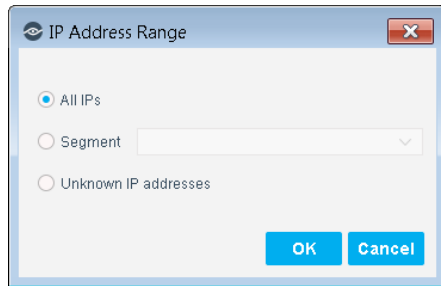 IP Address Range
All IPs
Segment
Unknown IP addresses
OK Cancel